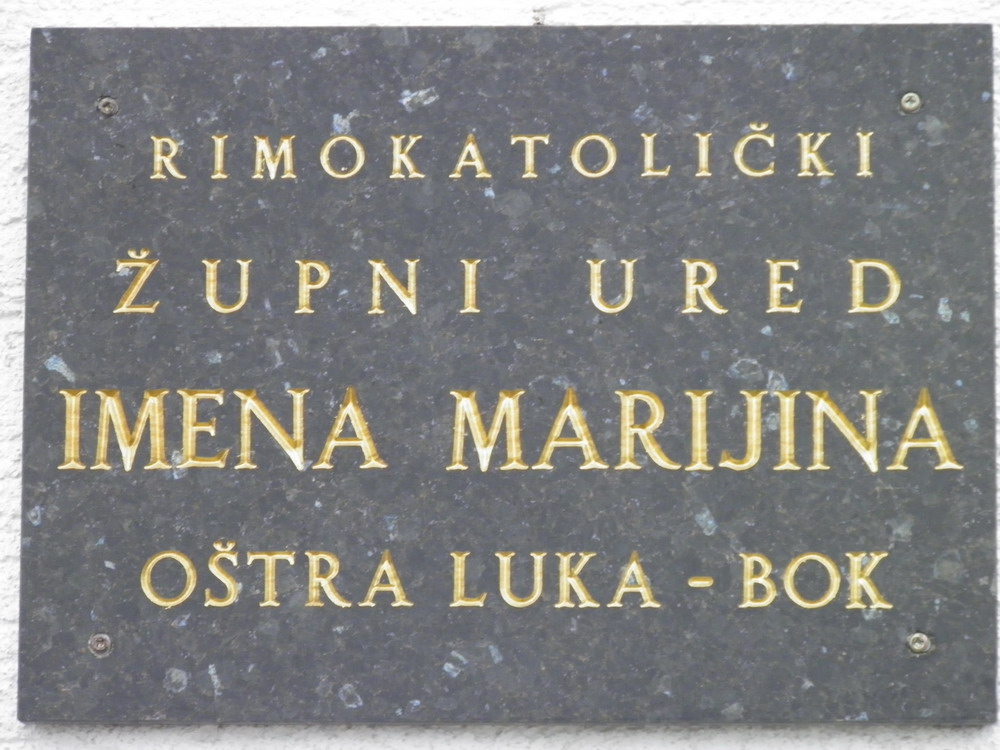 RIMOKATOLIČKI
ŽUPNI URED
IMENA MARIJINA
OŠTRA LUKA - BOK